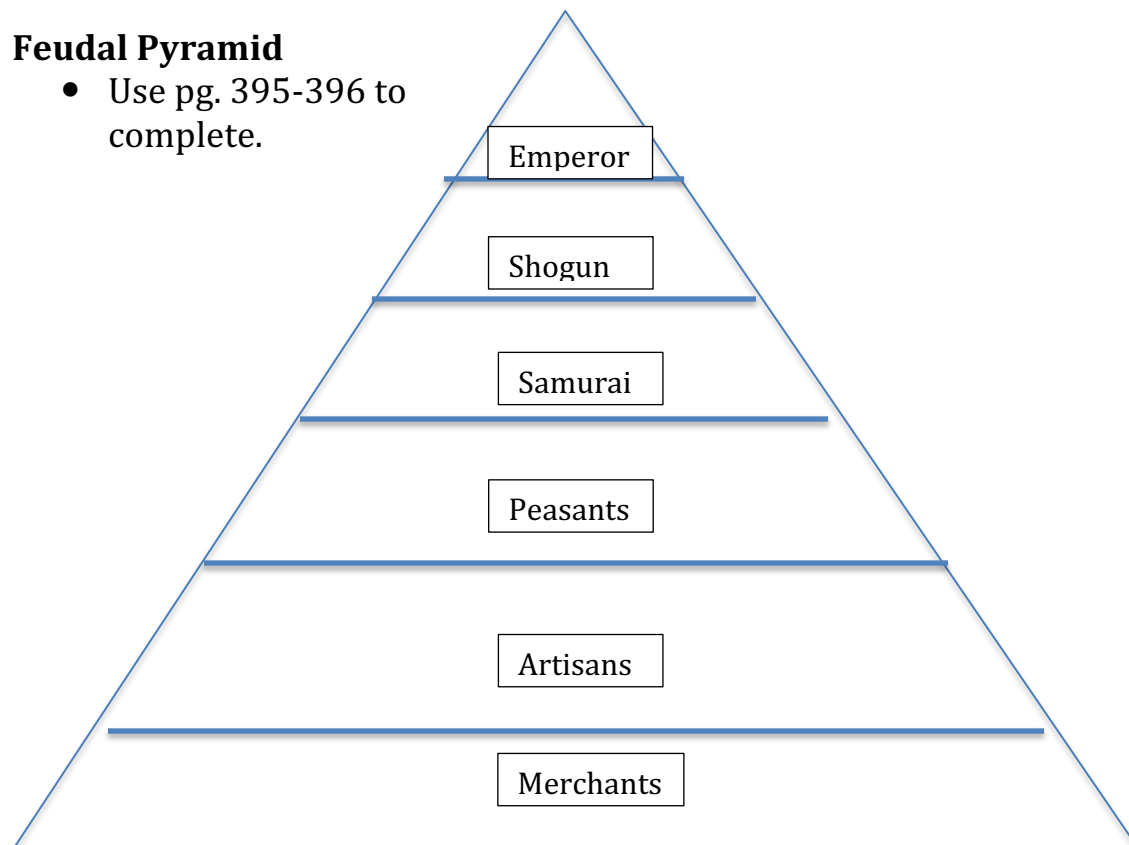 Feudal Pyramid
• Use pg. 395-396 to
complete.
Emperor
Shogun
Samurai
Peasants
Artisans
Merchants